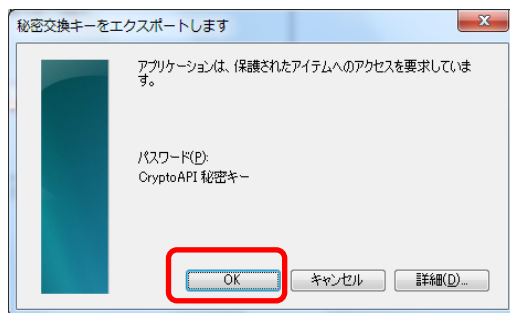 秘密交換キーをエクスポートします
アプリケーションは、保護されたアイテムへのアクセスを要求していま
す。
パスワード(P):
CryptoAPI 秘密キー
OK キャンセル 詳細(D)...